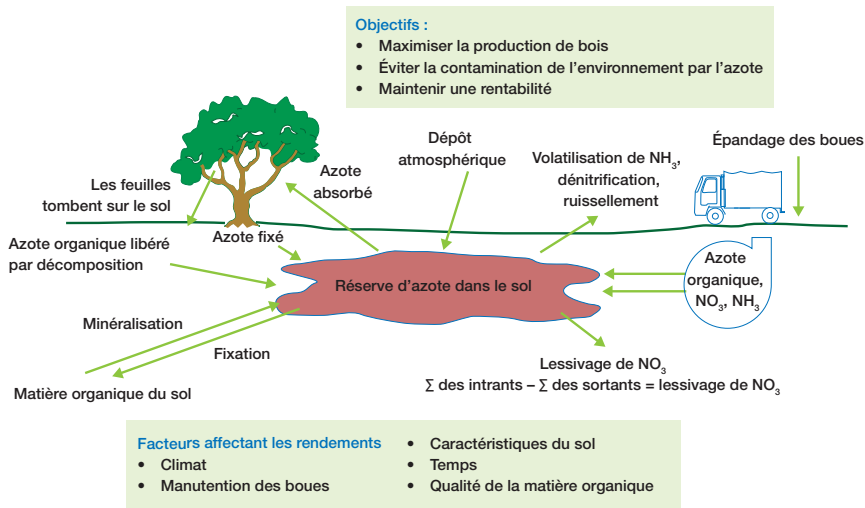 Objectifs :
• Maximiser la production de bois
• Éviter la contamination de l'environnement par l'azote
• Maintenir une rentabilité
Les feuilles
tombent sur le sol
Azote
absorbé
Dépôt
atmosphérique
Volatilisation de NH₃,
dénitrification,
ruissellement
Épandage des boues
Azote organique libéré
par décomposition
Azote fixé
Réserve d'azote dans le sol
Azote
organique,
NO₃, NH₃
Minéralisation
Fixation
Matière organique du sol
Lessivage de NO₃
∑ des intrants – ∑ des sortants = lessivage de NO₃
Facteurs affectant les rendements
• Climat
• Manutention des boues
• Caractéristiques du sol
• Temps
• Qualité de la matière organique